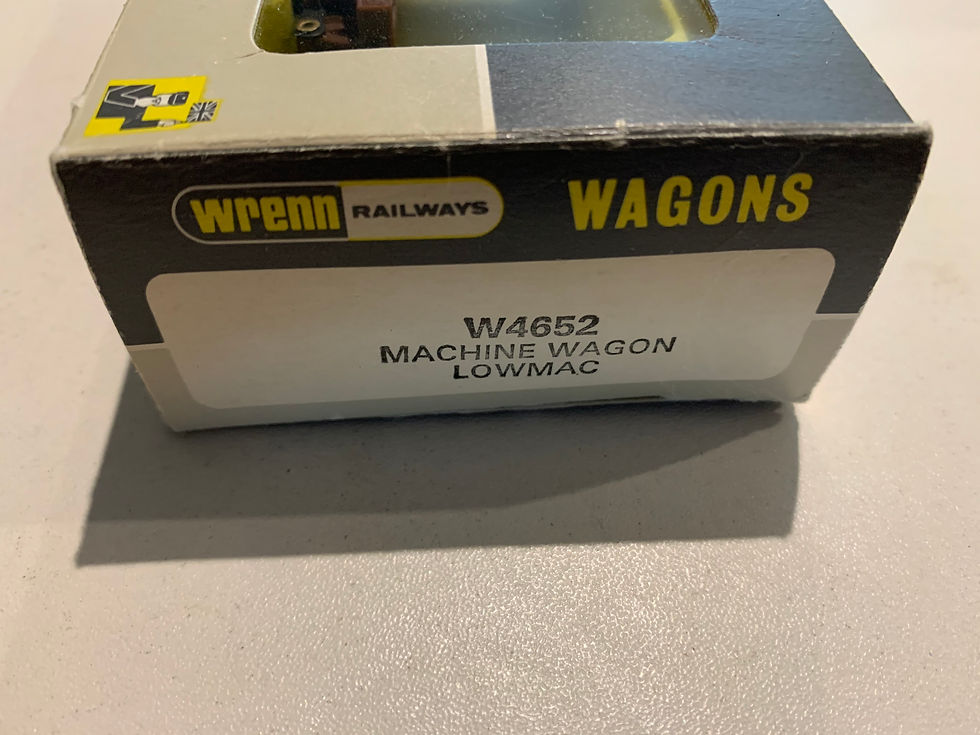 wrenn RAILWAYS WAGONS
W4652
MACHINE WAGON
LOWMAC